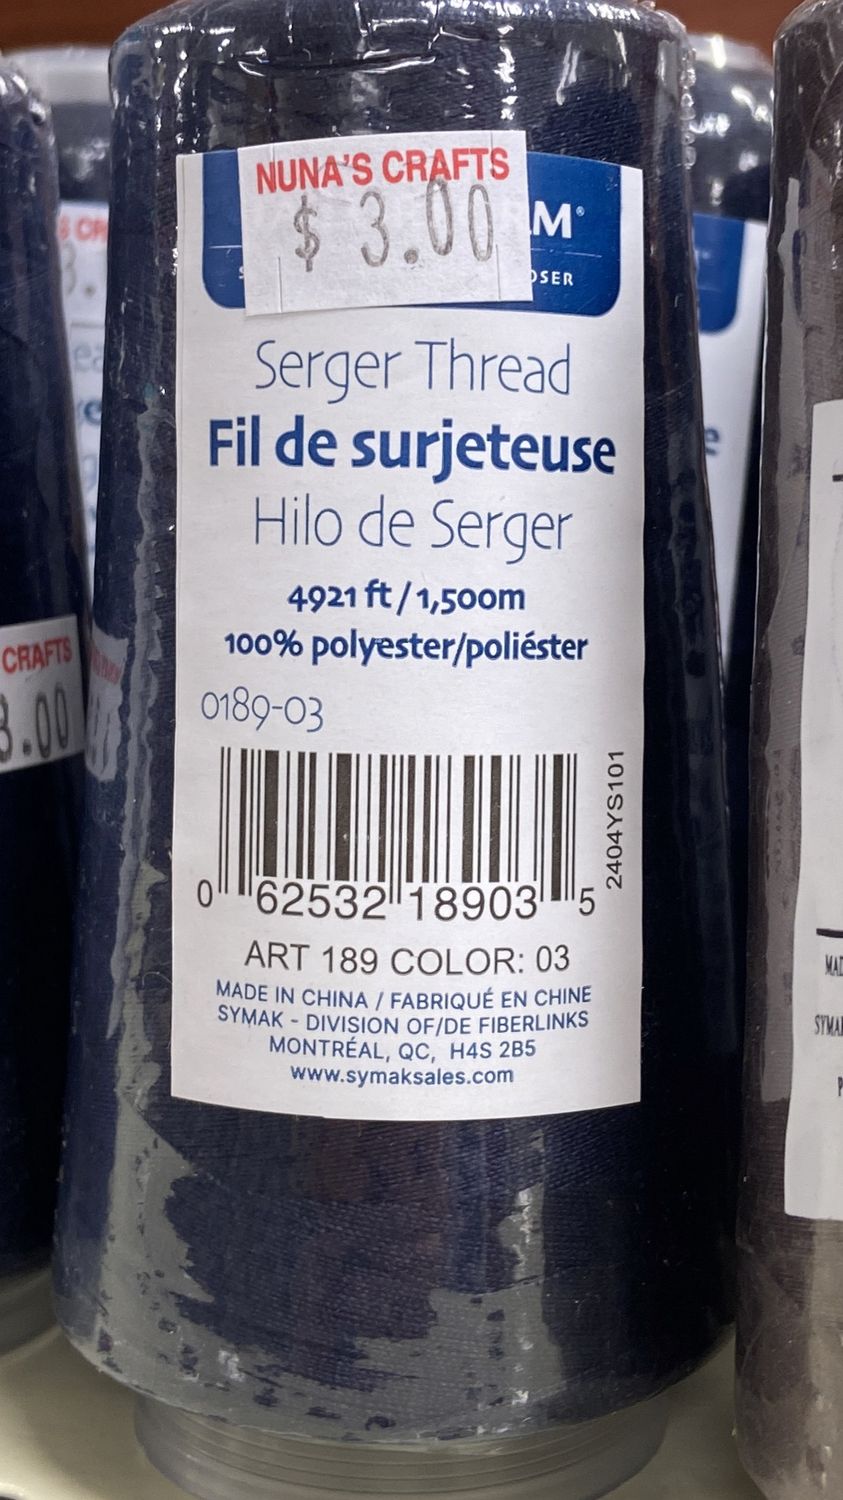 NUNA'S CRAFTS
$ 3.00
Serger Thread
Fil de surjeteuse
Hilo de Serger
4921 ft / 1,500m
100% polyester/poliéster
0189-03
2404YS101
0 62532 18903 5
ART 189 COLOR: 03
MADE IN CHINA / FABRIQUÉ EN CHINE
SYMAK - DIVISION OF/DE FIBERLINKS
MONTRÉAL, QC, H4S 2B5
www.symaksales.com
CRAFTS
3.00